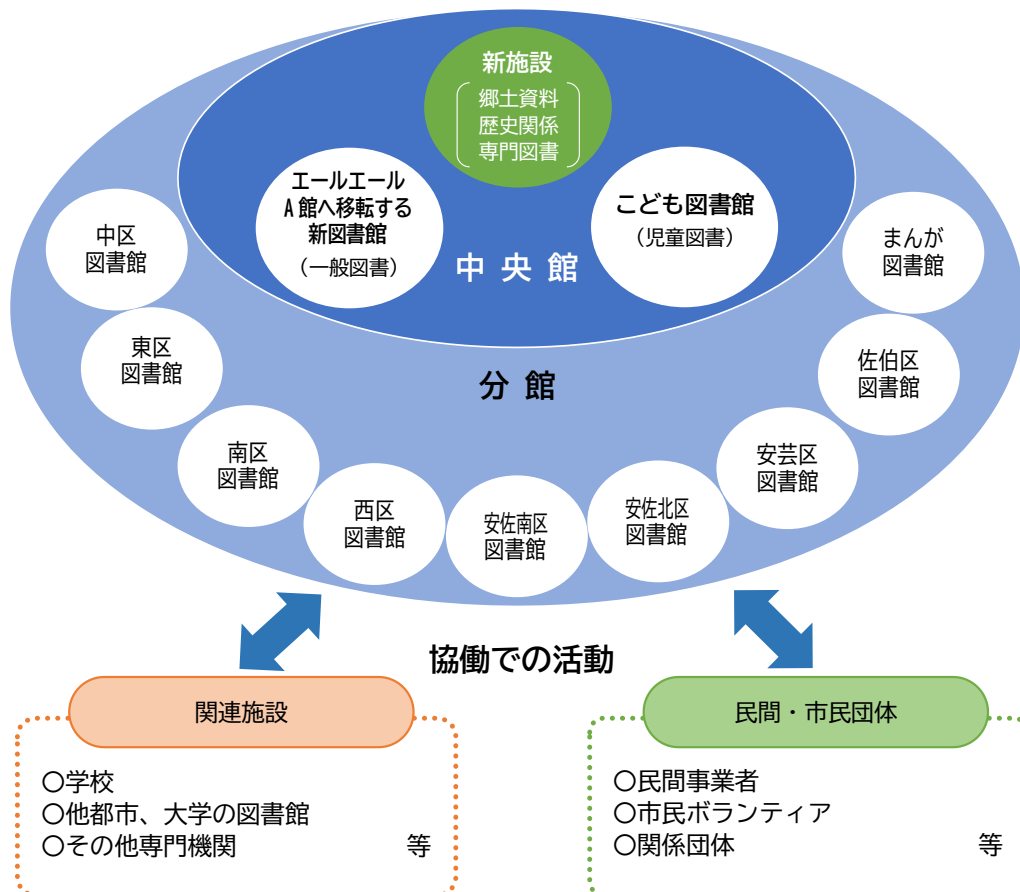 新施設
郷土資料
歴史関係
専門図書
エールエール
A館へ移転する
新図書館
（一般図書）
こども図書館
（児童図書）
中央館
中区
図書館
東区
図書館
南区
図書館
西区
図書館
安佐南区
図書館
安佐北区
図書館
安芸区
図書館
佐伯区
図書館
まんが
図書館
分館
協働での活動
関連施設
〇学校
〇他都市、大学の図書館
〇その他専門機関 等
民間・市民団体
〇民間事業者
〇市民ボランティア
〇関係団体 等